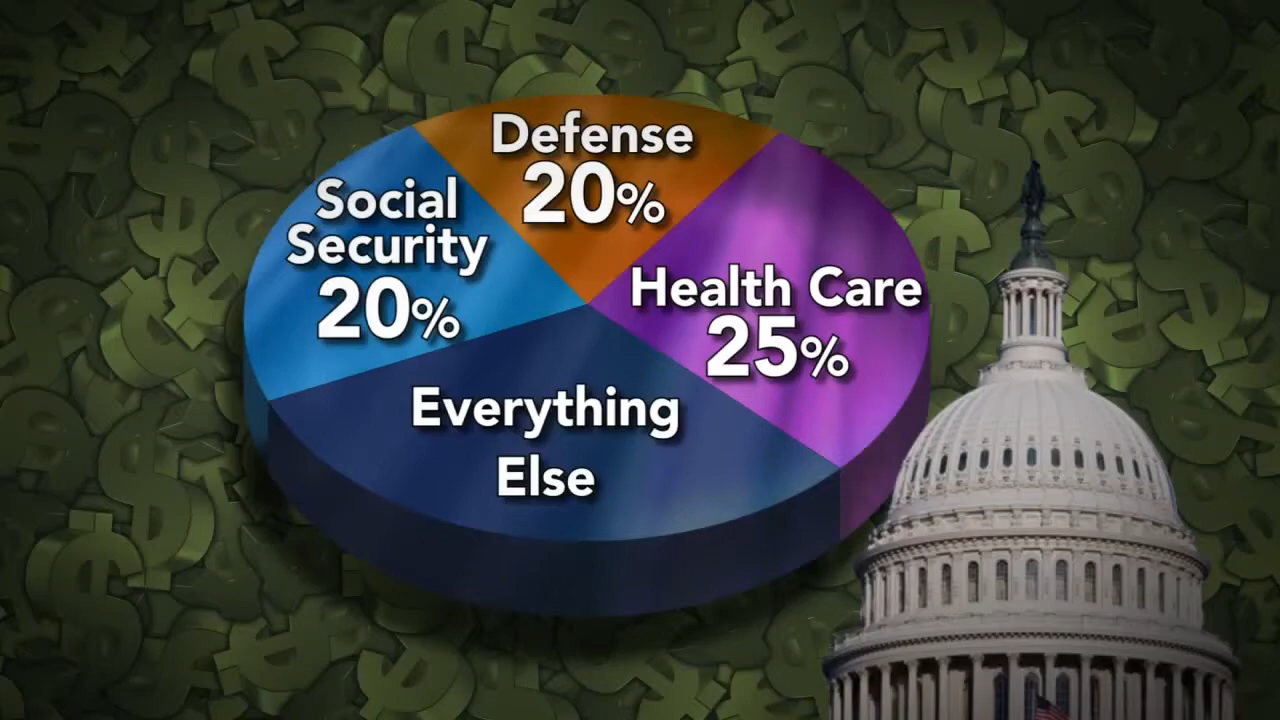 Defense
20%
Social
Security
20%
Health Care
25%
Everything
Else